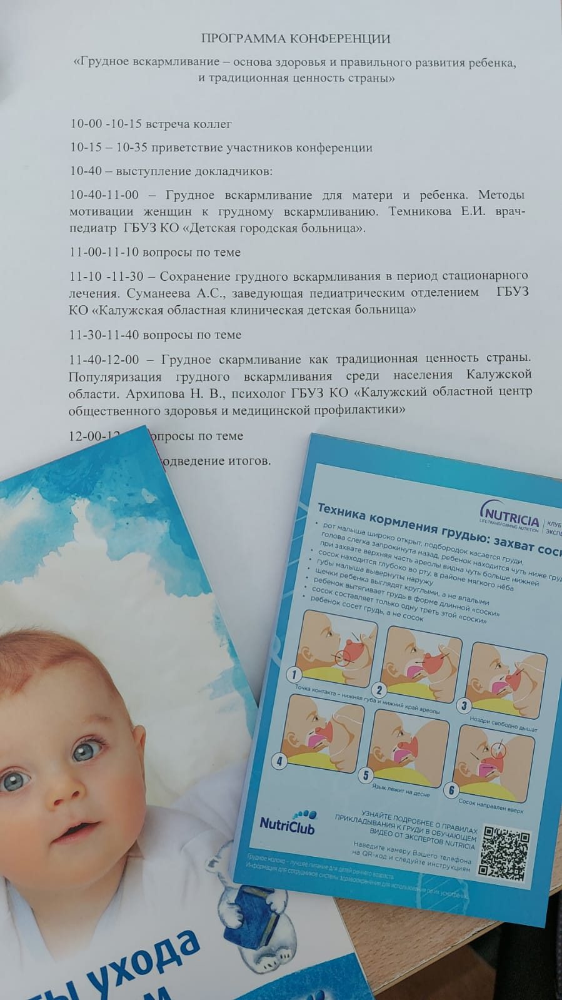 ПРОГРАММА КОНФЕРЕНЦИИ
«Грудное вскармливание – основа здоровья и правильного развития ребенка,
и традиционная ценность страны»
10-00 -10-15 встреча коллег
10-15 – 10-35 приветствие участников конференции
10-40 – выступление докладчиков:
10-40-11-00 – Грудное вскармливание для матери и ребенка. Методы
мотивации женщин к грудному вскармливанию. Темникова Е.И. врач-
педиатр ГБУЗ КО «Детская городская больница».
11-00-11-10 вопросы по теме
11-10 -11-30 – Сохранение грудного вскармливания в период стационарного
лечения. Суманеева А.С., заведующая педиатрическим отделением ГБУЗ
КО «Калужская областная клиническая детская больница»
11-30-11-40 вопросы по теме
11-40-12-00 – Грудное скармливание как традиционная ценность страны.
Популяризация грудного вскармливания среди населения Калужской
области. Архипова Н. В., психолог ГБУЗ КО «Калужский областной центр
общественного здоровья и медицинской профилактики»
12-00-12 опросы по теме
одведение итогов.
NUTRICIA
LIFE-TRANSFORMING NUTRITION
КЛУБ
ЭКСПЕ
Техника кормления грудью: захват соск
• рот малыша широко открыт, подбородок касается груди,
голова слегка запрокинута назад, ребенок находится чуть ниже груд
• при захвате верхняя часть ареолы видна чуть больше нижней
• сосок находится глубоко во рту, в районе мягкого нёба
• губы малыша вывернуты наружу
• щечки ребенка выглядят круглыми, а не впалыми
• ребенок вытягивает грудь в форме длинной «соски»
• сосок составляет только одну треть этой «соски»
• ребенок сосет грудь, а не сосок
1
2
3
Точка контакта – нижняя губа и нижний край ареолы
Ноздри свободно дышат
4
5
6
Язык лежит на десне
Сосок направлен вверх
NutriClub
УЗНАЙТЕ ПОДРОБНЕЕ О ПРАВИЛАХ
ПРИКЛАДЫВАНИЯ К ГРУДИ В ОБУЧАЮЩЕМ
ВИДЕО ОТ ЭКСПЕРТОВ NUTRICIA
Наведите камеру Вашего телефона
на QR-код и следуйте инструкциям
Грудное молоко – лучшее питание для детей раннего возраста
Информация для сотрудников системы здравоохранения для использования по их усмотрению
ты ухода
м